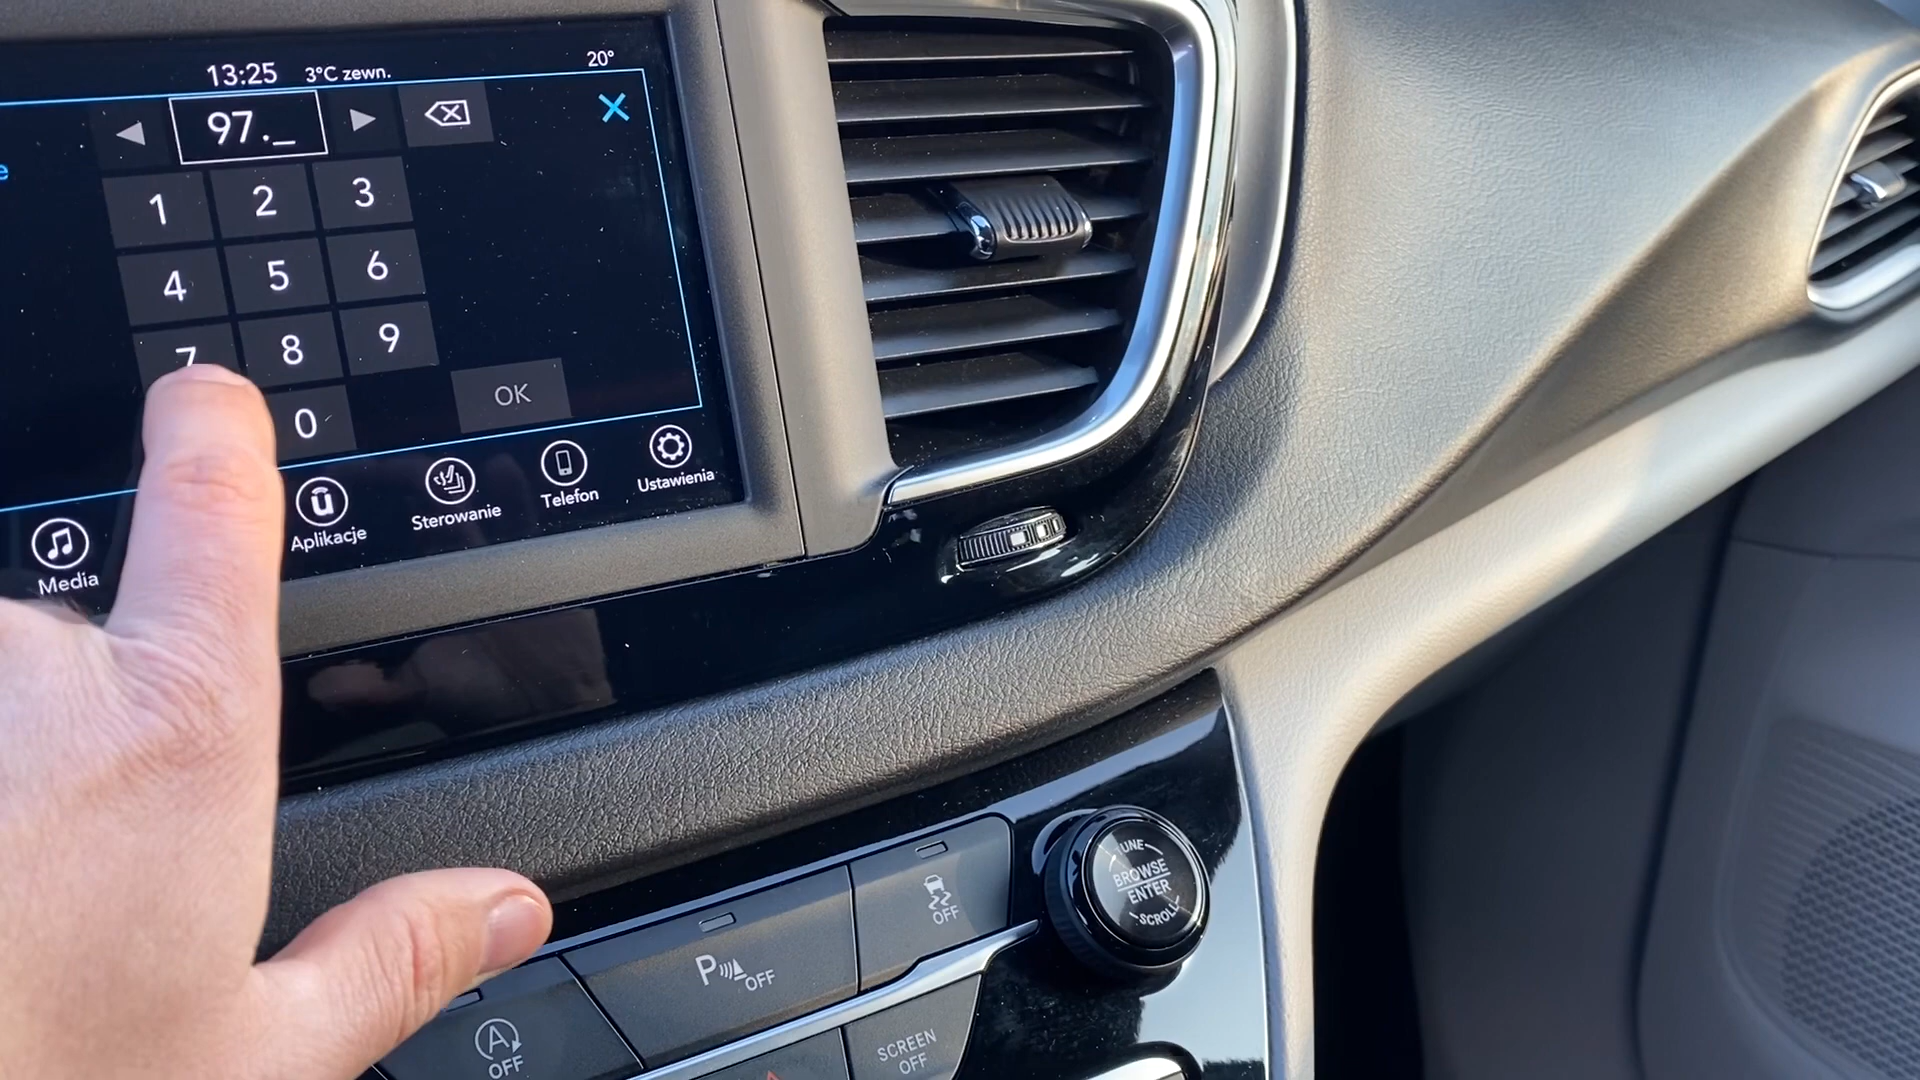 13:25 3°C zewn. 20°
97._
1 2 3
4 5 6
7 8 9
0 OK
Media Aplikacje Sterowanie Telefon Ustawienia
TUNE
BROWSE
ENTER
SCROLL
OFF
P OFF
A OFF
SCREEN
OFF